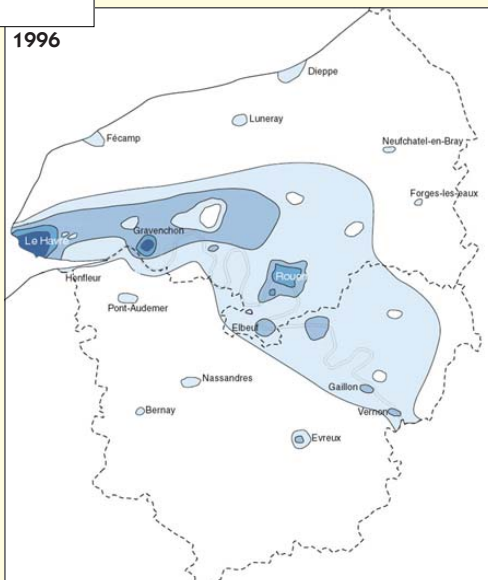 1996
Dieppe
Luneray
Fécamp
Neufchatel-en-Bray
Forges-les-eaux
Gravenchon
Le Havre
Rouen
Honfleur
Pont-Audemer
Elbeuf
Nassandres
Gaillon
Bernay
Vernon
Evreux